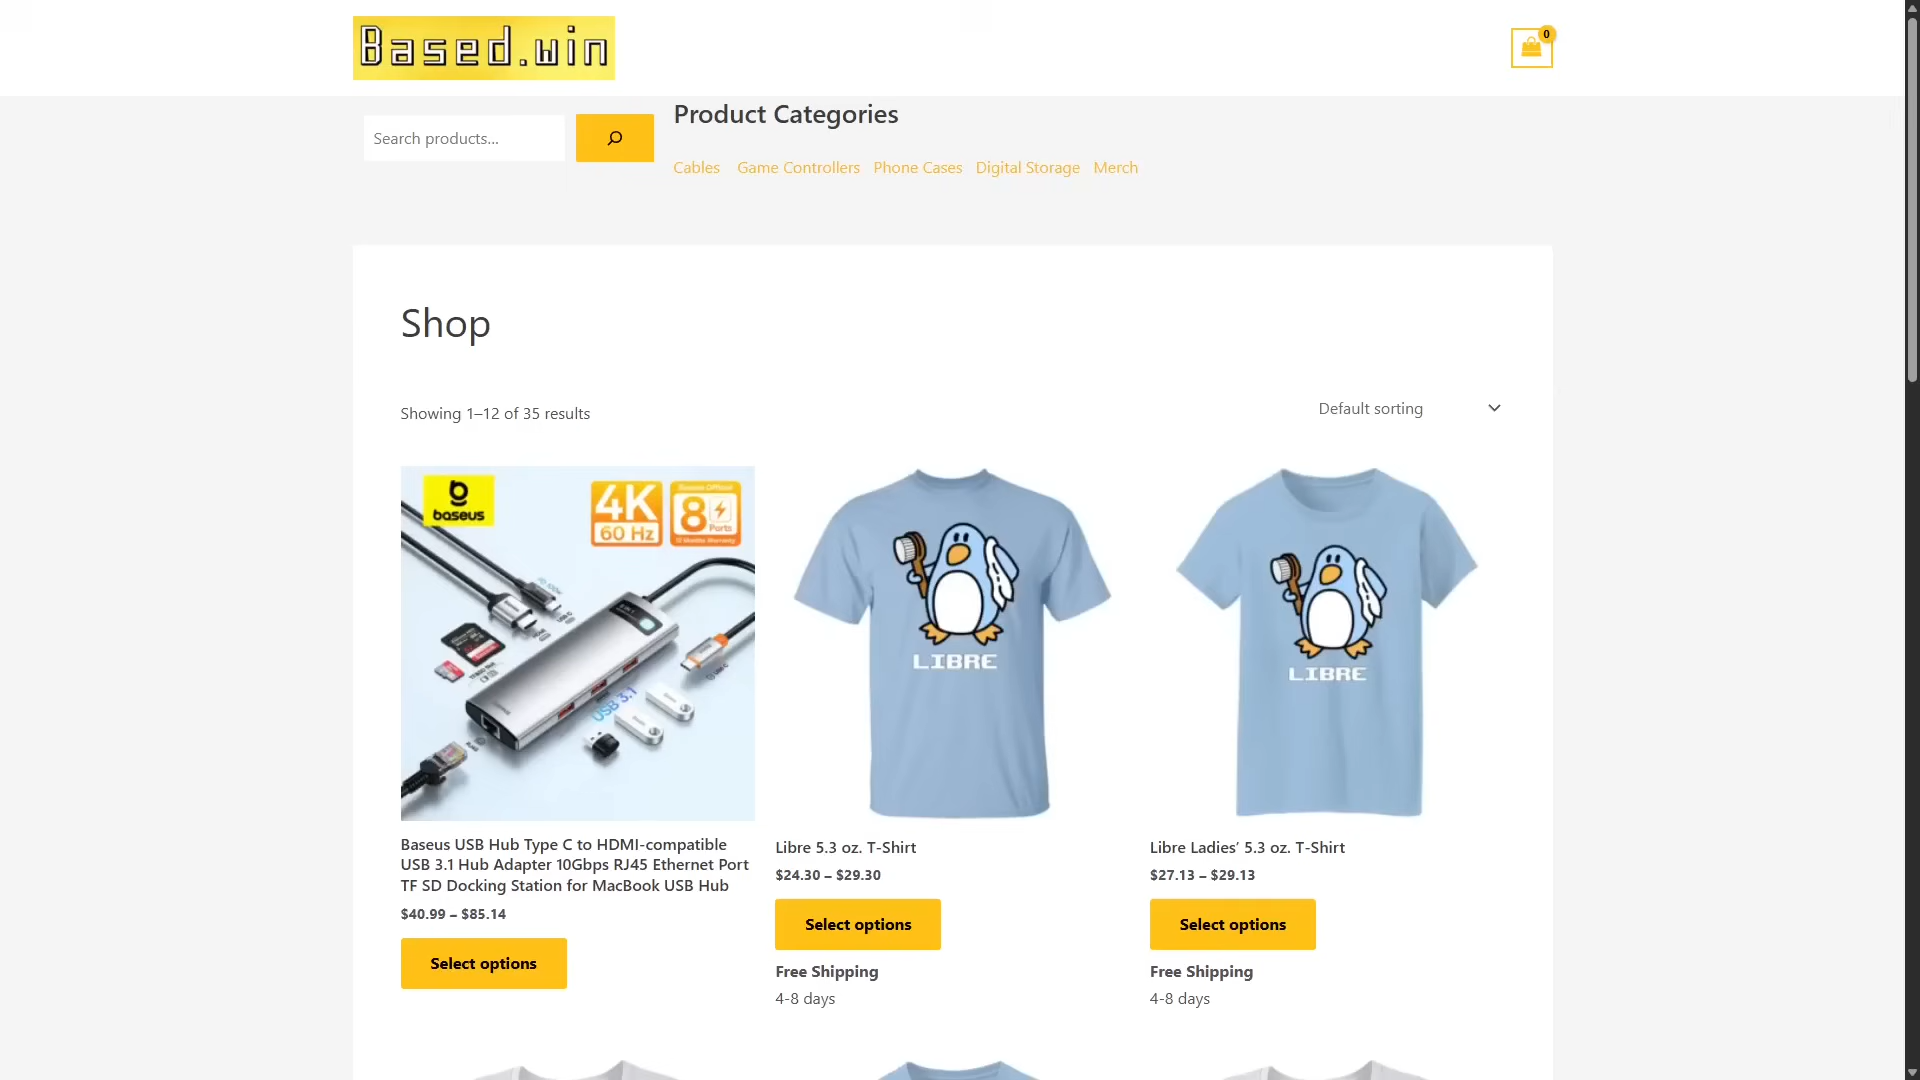 Based.win
0
Search products...
Product Categories
Cables Game Controllers Phone Cases Digital Storage Merch
Shop
Showing 1–12 of 35 results
Default sorting
baseus
4K
60 Hz
8
Ports
USB 3.1
LIBRE
LIBRE
Baseus USB Hub Type C to HDMI-compatible
USB 3.1 Hub Adapter 10Gbps RJ45 Ethernet Port
TF SD Docking Station for MacBook USB Hub
$40.99 – $85.14
Select options
Libre 5.3 oz. T-Shirt
$24.30 – $29.30
Select options
Free Shipping
4-8 days
Libre Ladies’ 5.3 oz. T-Shirt
$27.13 – $29.13
Select options
Free Shipping
4-8 days